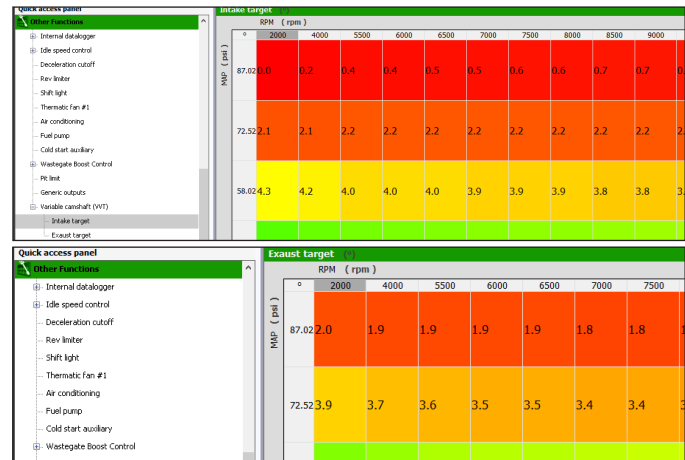 Quick access panel
Intake target (°)
Other Functions
RPM ( rpm )
Internal datalogger
° 2000 4000 5500 6000 6500 7000 7500 8000 8500 9000
Idle speed control
Deceleration cutoff
Rev limiter
MAP ( psi )
87.02 0.0 0.2 0.4 0.4 0.5 0.5 0.6 0.6 0.7 0.7 0.
Shift light
Thermatic fan #1
Air conditioning
Fuel pump
72.52 2.1 2.1 2.2 2.2 2.2 2.2 2.2 2.2 2.2 2.2 2.
Cold start auxiliary
Wastegate Boost Control
Pit limit
Generic outputs
58.02 4.3 4.2 4.0 4.0 4.0 3.9 3.9 3.9 3.8 3.8 3.
Variable camshaft (VVT)
Intake target
Exaust target
Quick access panel
Exaust target (°)
Other Functions
RPM ( rpm )
Internal datalogger
° 2000 4000 5500 6000 6500 7000 7500
Idle speed control
Deceleration cutoff
MAP ( psi )
87.02 2.0 1.9 1.9 1.9 1.9 1.8 1.8 1
Rev limiter
Shift light
Thermatic fan #1
Air conditioning
72.52 3.9 3.7 3.6 3.5 3.5 3.4 3.4
Fuel pump
Cold start auxiliary
Wastegate Boost Control